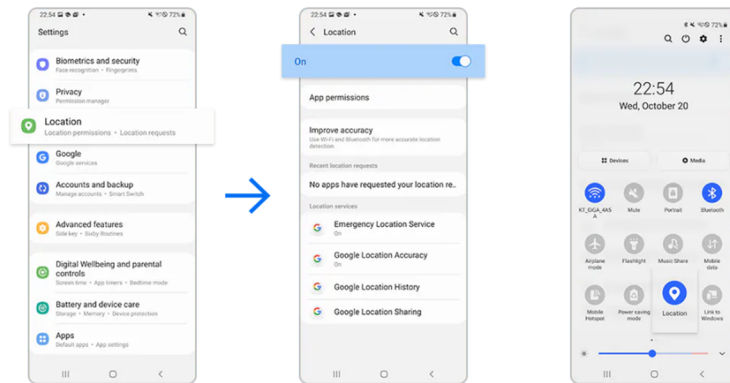 22:54
72%
Settings
Biometrics and security
Face recognition • Fingerprints
Privacy
Permission manager
Location
Location permissions • Location requests
Google
Google services
Accounts and backup
Manage accounts • Smart Switch
Advanced features
Side key • Bixby Routines
Digital Wellbeing and parental
controls
Screen time • App timers • Bedtime mode
Battery and device care
Storage • Memory • Device protection
Apps
Default apps • App settings
22:54
72%
Location
On
App permissions
Improve accuracy
Use Wi-Fi and Bluetooth for more accurate location
detection.
Recent location requests
No apps have requested your location re..
Location services
Emergency Location Service
On
Google Location Accuracy
On
Google Location History
Google Location Sharing
72%
22:54
Wed, October 20
Devices
Media
KT_GIGA_4A5
A
Mute
Portrait
Bluetooth
Airplane
mode
Flashlight
Music Share
Mobile
data
Mobile
Hotspot
Power saving
mode
Location
Link to
Windows